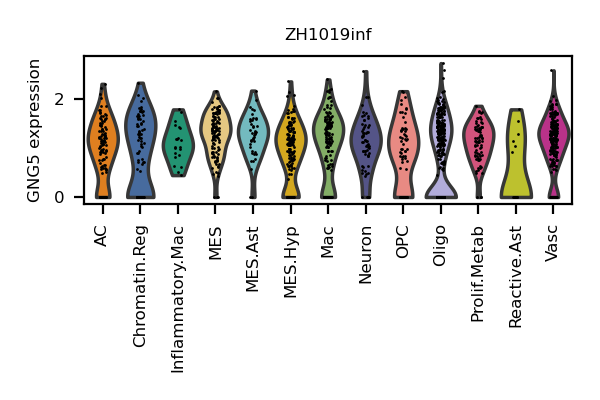 ZH1019inf
GNG5 expression
2
0
AC
Chromatin.Reg
Inflammatory.Mac
MES
MES.Ast
MES.Hyp
Mac
Neuron
OPC
Oligo
Prolif.Metab
Reactive.Ast
Vasc